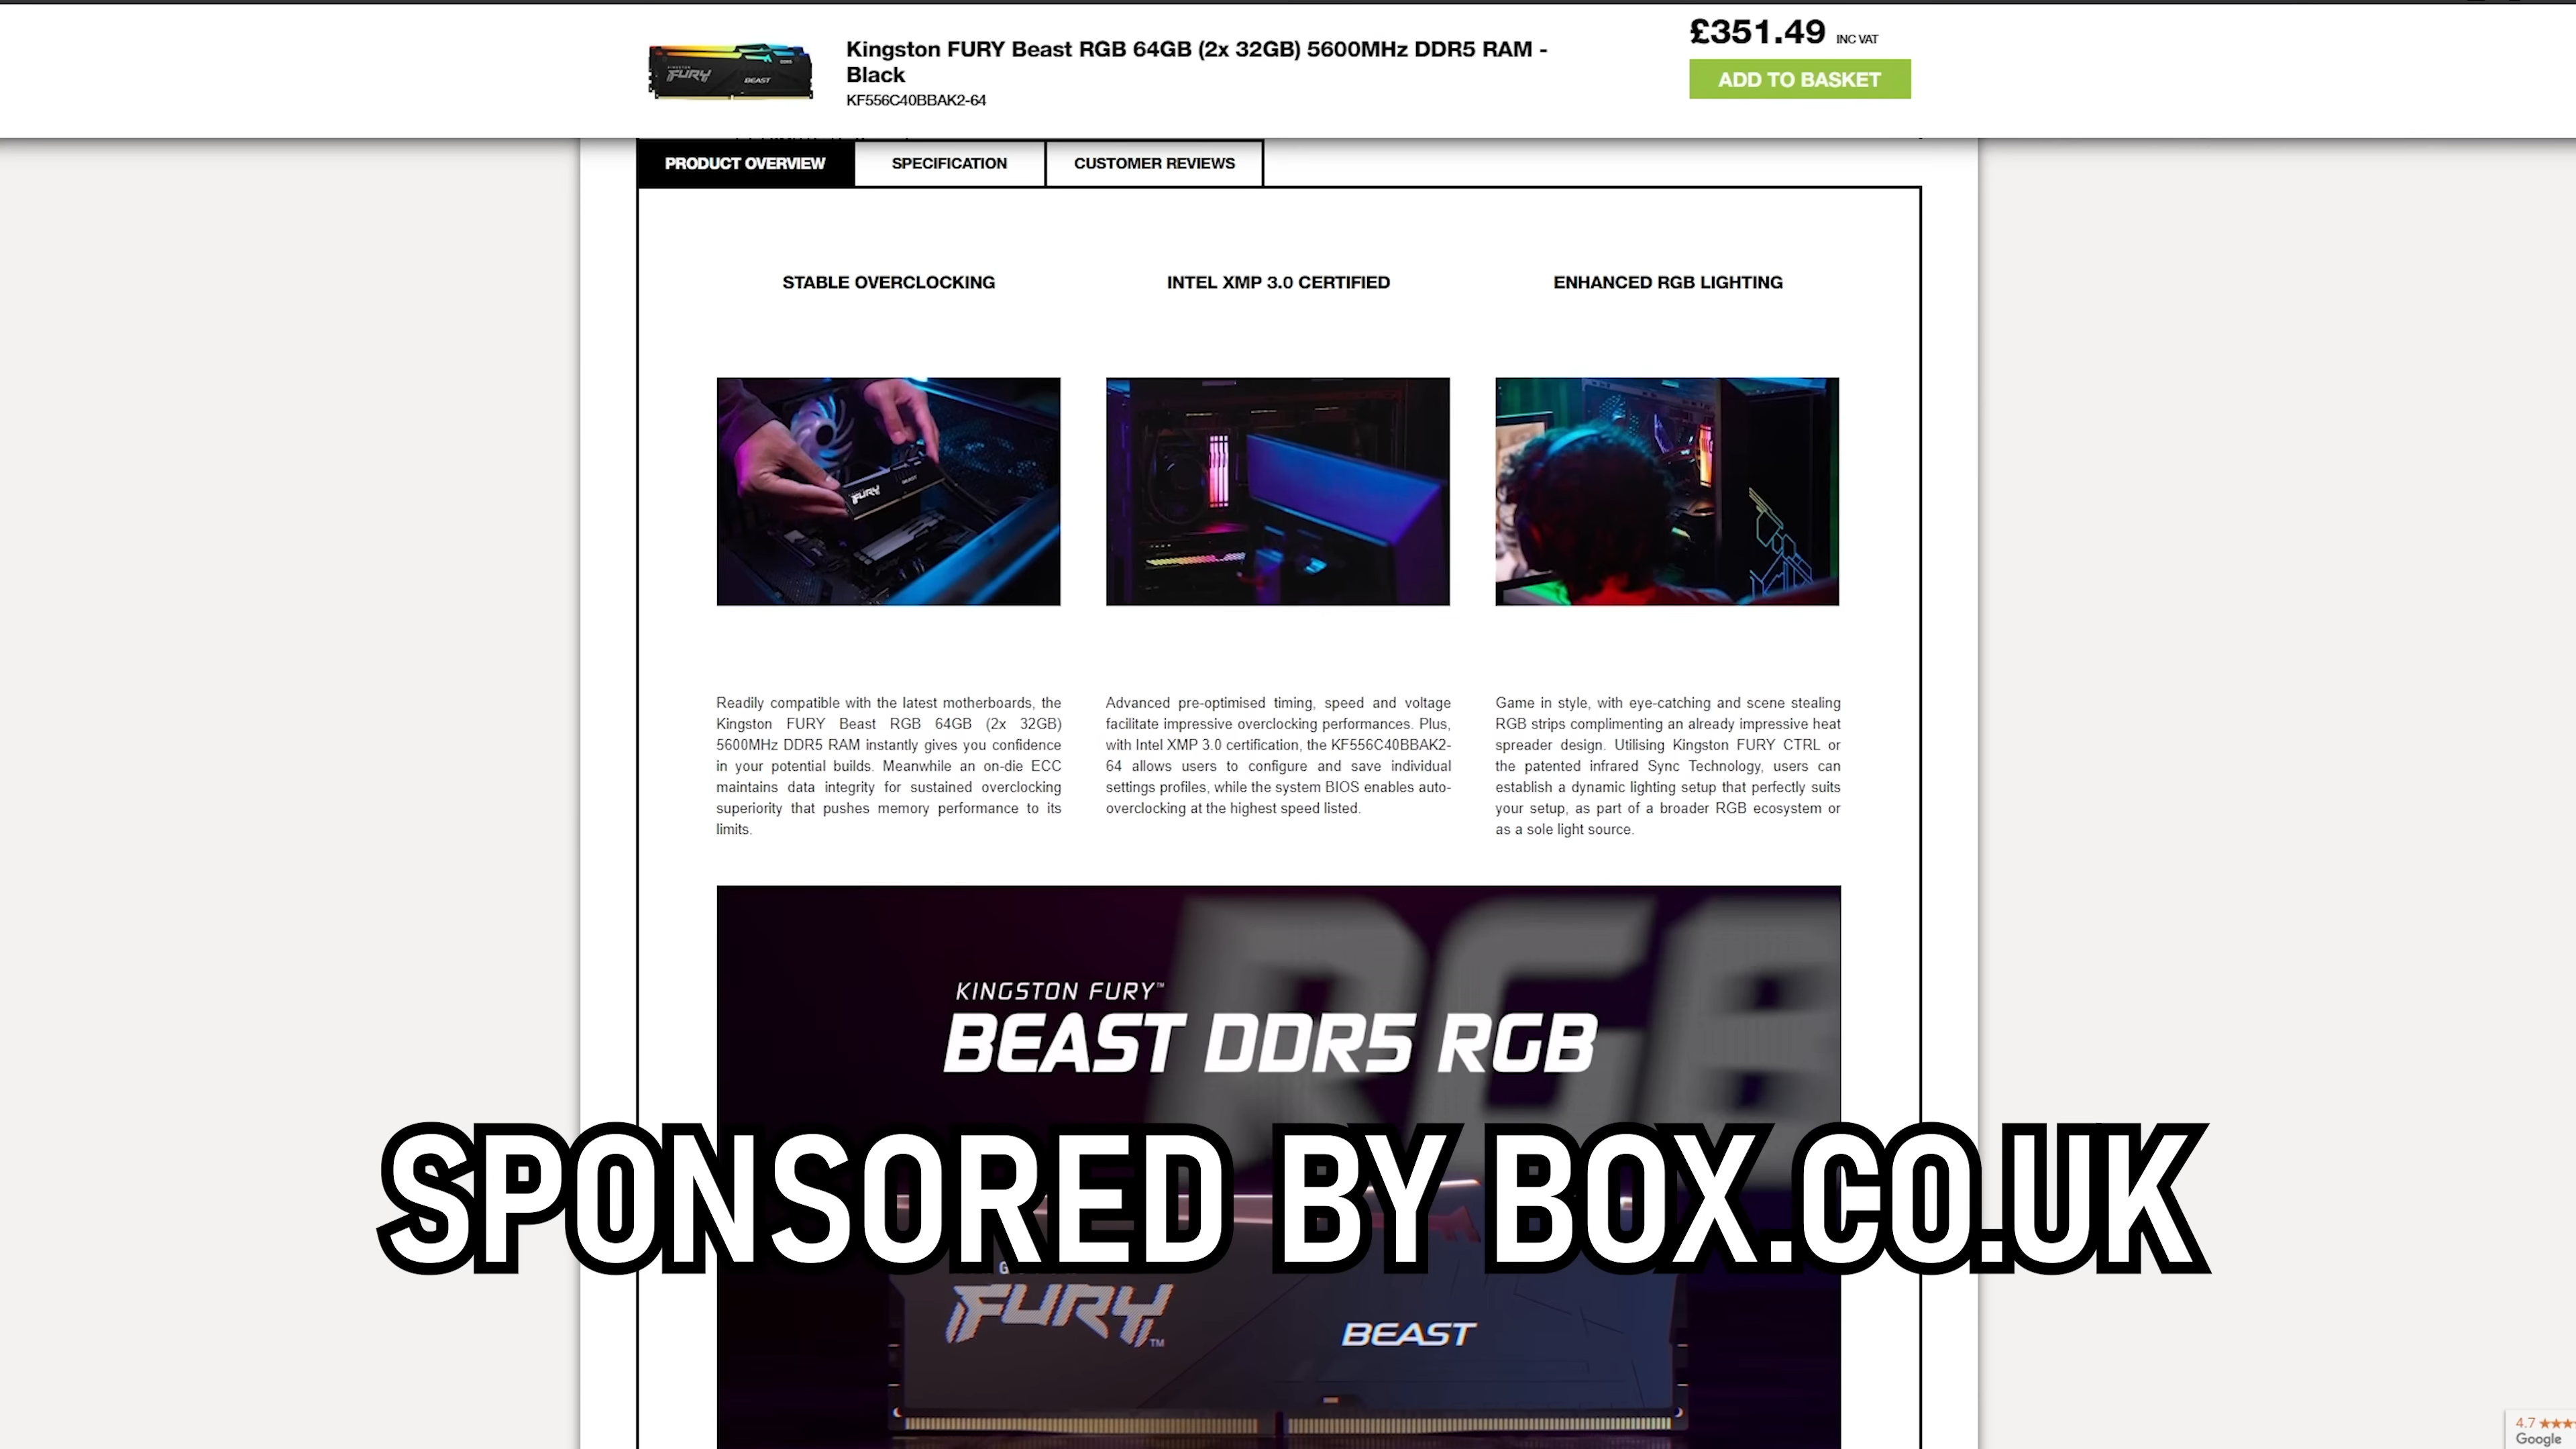 Kingston FURY Beast RGB 64GB (2x 32GB) 5600MHz DDR5 RAM -
Black
KF556C40BBAK2-64
£351.49 INC VAT
ADD TO BASKET
FURY BEAST
PRODUCT OVERVIEW
SPECIFICATION
CUSTOMER REVIEWS
STABLE OVERCLOCKING
INTEL XMP 3.0 CERTIFIED
ENHANCED RGB LIGHTING
FURY
Readily compatible with the latest motherboards, the
Kingston FURY Beast RGB 64GB (2x 32GB)
5600MHz DDR5 RAM instantly gives you confidence
in your potential builds. Meanwhile an on-die ECC
maintains data integrity for sustained overclocking
superiority that pushes memory performance to its
limits.
Advanced pre-optimised timing, speed and voltage
facilitate impressive overclocking performances. Plus,
with Intel XMP 3.0 certification, the KF556C40BBAK2-
64 allows users to configure and save individual
settings profiles, while the system BIOS enables auto-
overclocking at the highest speed listed.
Game in style, with eye-catching and scene stealing
RGB strips complimenting an already impressive heat
spreader design. Utilising Kingston FURY CTRL or
the patented infrared Sync Technology, users can
establish a dynamic lighting setup that perfectly suits
your setup, as part of a broader RGB ecosystem or
as a sole light source.
RGB
KINGSTON FURY™
BEAST DDR5 RGB
SPONSORED BY BOX.CO.UK
FURY™
BEAST
4.7
Google